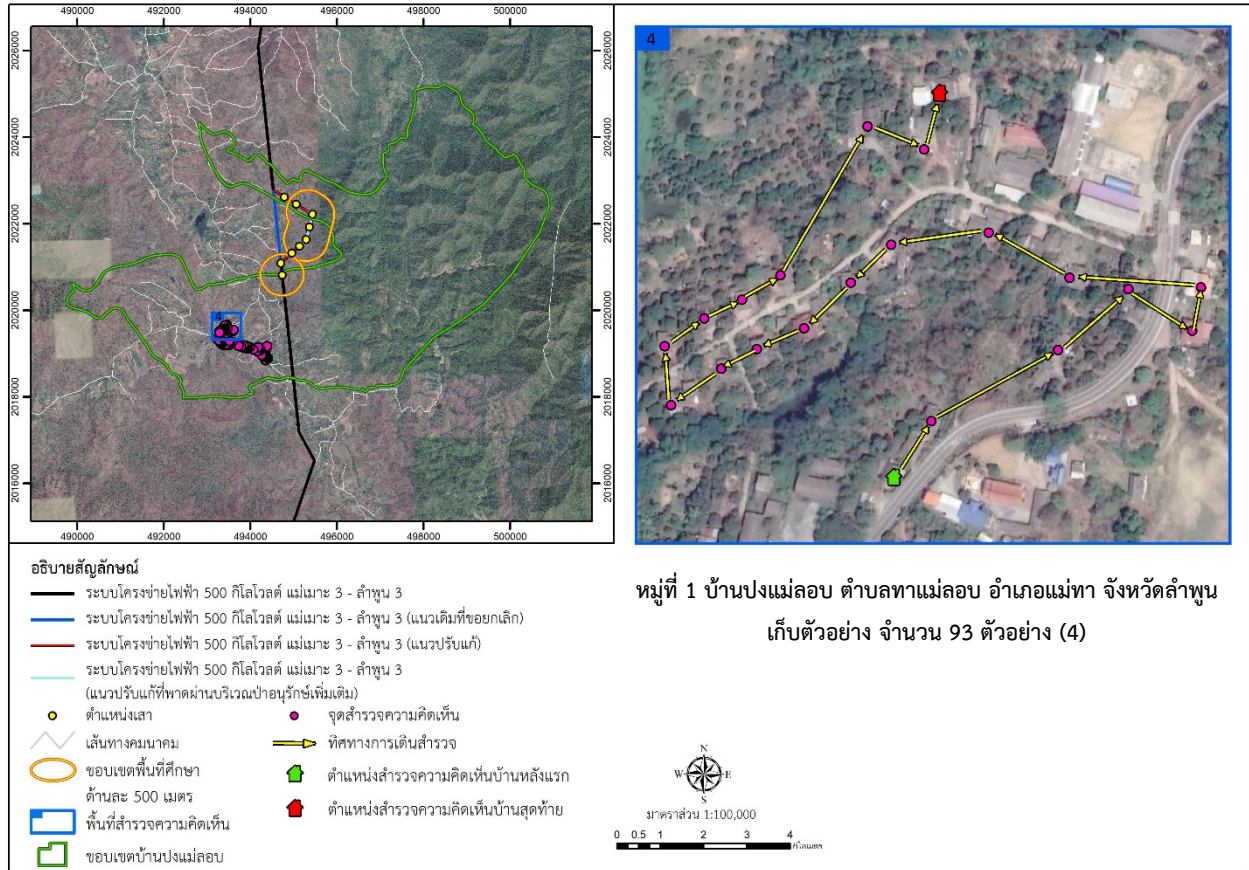 490000 492000 494000 496000 498000 500000
2026000
2024000
2022000
2020000
2018000
2016000
2026000
2024000
2022000
2020000
2018000
2016000
4
490000 492000 494000 496000 498000 500000
4
หมู่ที่ 1 บ้านปงแม่ลอบ ตำบลทาแม่ลอบ อำเภอแม่ทา จังหวัดลำพูน
เก็บตัวอย่าง จำนวน 93 ตัวอย่าง (4)
อธิบายสัญลักษณ์
ระบบโครงข่ายไฟฟ้า 500 กิโลโวลต์ แม่เมาะ 3 - ลำพูน 3
ระบบโครงข่ายไฟฟ้า 500 กิโลโวลต์ แม่เมาะ 3 - ลำพูน 3 (แนวเดิมที่ขอยกเลิก)
ระบบโครงข่ายไฟฟ้า 500 กิโลโวลต์ แม่เมาะ 3 - ลำพูน 3 (แนวปรับแก้)
ระบบโครงข่ายไฟฟ้า 500 กิโลโวลต์ แม่เมาะ 3 - ลำพูน 3
(แนวปรับแก้ที่พาดผ่านบริเวณป่าอนุรักษ์เพิ่มเติม)
ตำแหน่งเสา
เส้นทางคมนาคม
ขอบเขตพื้นที่ศึกษา
ด้านละ 500 เมตร
พื้นที่สำรวจความคิดเห็น
ขอบเขตบ้านปงแม่ลอบ
จุดสำรวจความคิดเห็น
ทิศทางการเดินสำรวจ
ตำแหน่งสำรวจความคิดเห็นบ้านหลังแรก
ตำแหน่งสำรวจความคิดเห็นบ้านสุดท้าย
N
W E
S
มาตราส่วน 1:100,000
0 0.5 1 2 3 4
กิโลเมตร